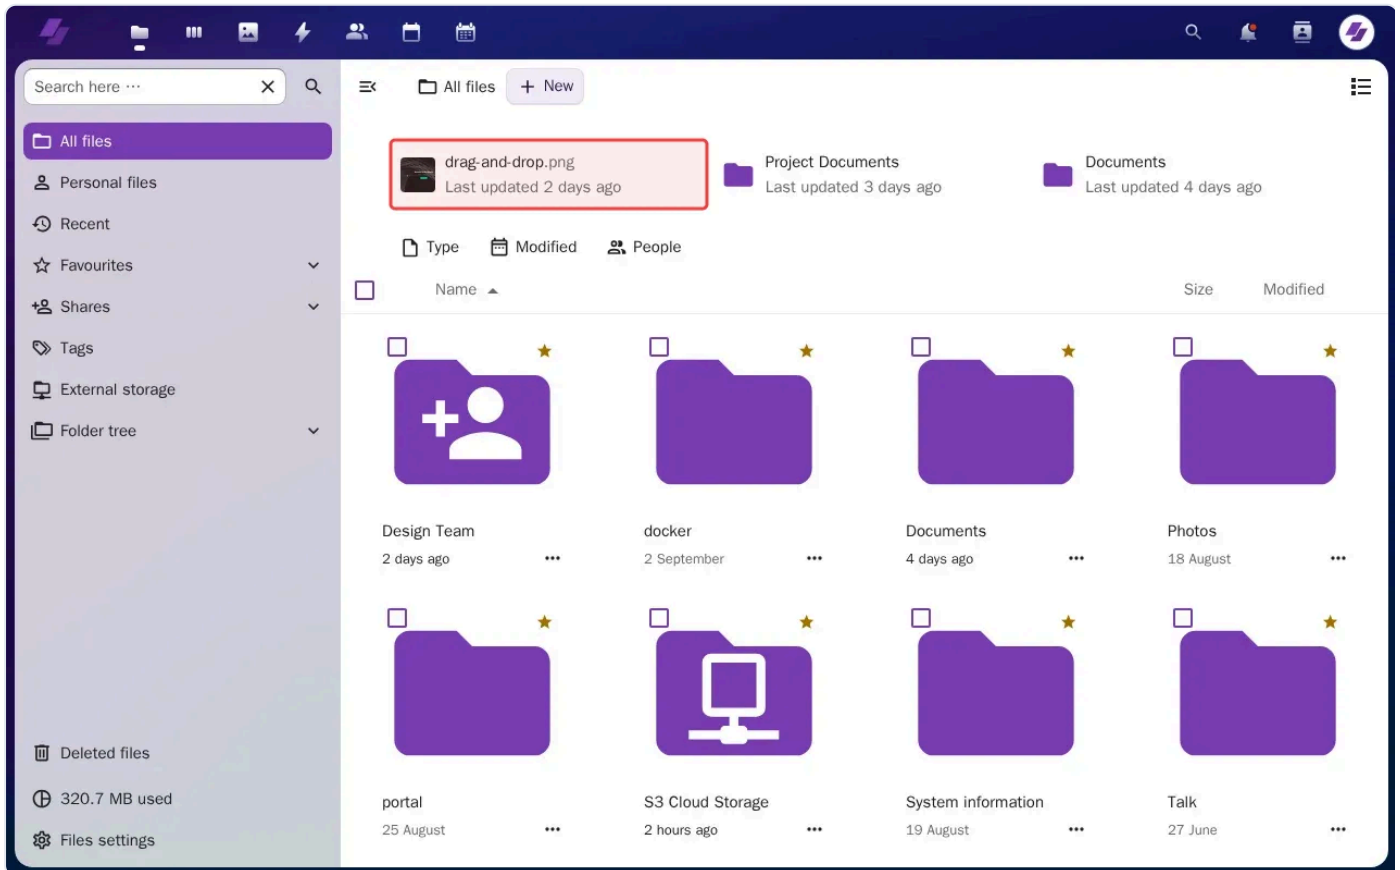 Search here ...
All files
Personal files
Recent
Favourites
Shares
Tags
External storage
Folder tree
Deleted files
320.7 MB used
Files settings
All files
+ New
drag-and-drop.png
Last updated 2 days ago
Project Documents
Last updated 3 days ago
Documents
Last updated 4 days ago
Type Modified People
Name Size Modified
Design Team
2 days ago
docker
2 September
Documents
4 days ago
Photos
18 August
portal
25 August
S3 Cloud Storage
2 hours ago
System information
19 August
Talk
27 June